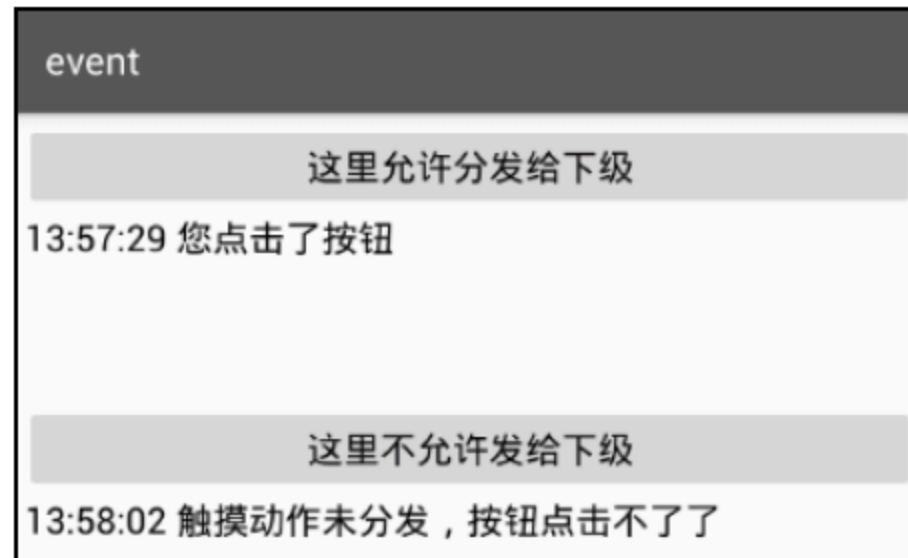 event
这里允许分发给下级
13:57:29 您点击了按钮
这里不允许发给下级
13:58:02 触摸动作未分发，按钮点击不了了